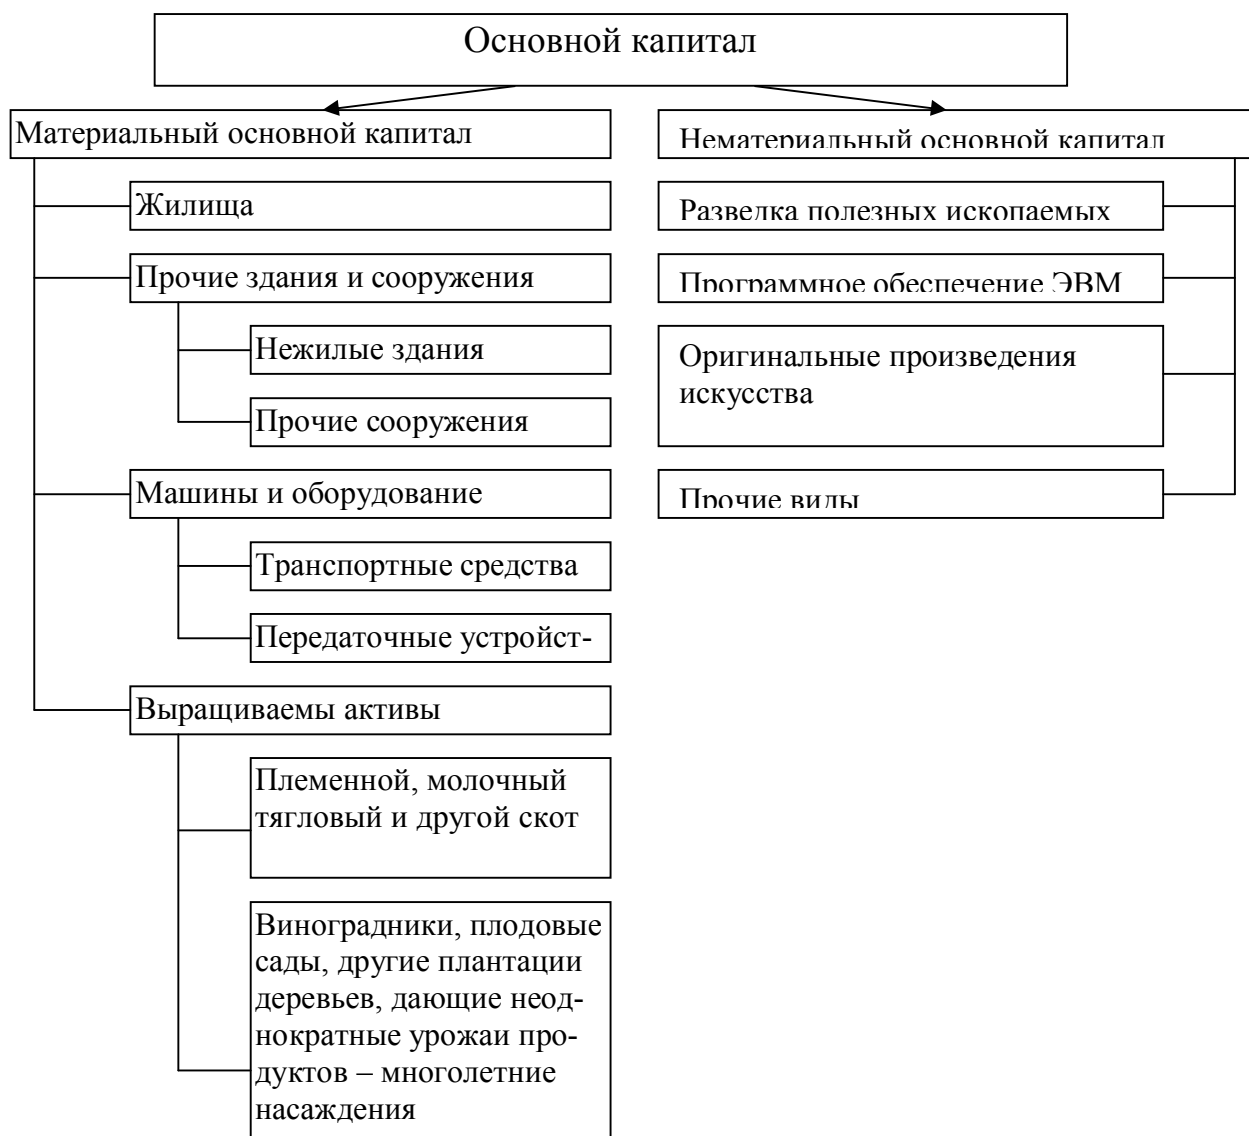 Основной капитал
Материальный основной капитал
Жилища
Прочие здания и сооружения
Нежилые здания
Прочие сооружения
Машины и оборудование
Транспортные средства
Передаточные устройст-
Выращиваемы активы
Племенной, молочный
тягловый и другой скот
Виноградники, плодовые
сады, другие плантации
деревьев, дающие неод-
нократные урожаи про-
дуктов – многолетние
насаждения
Нематериальный основной капитал
Разведка полезных ископаемых
Программное обеспечение ЭВМ
Оригинальные произведения
искусства
Прочие виды